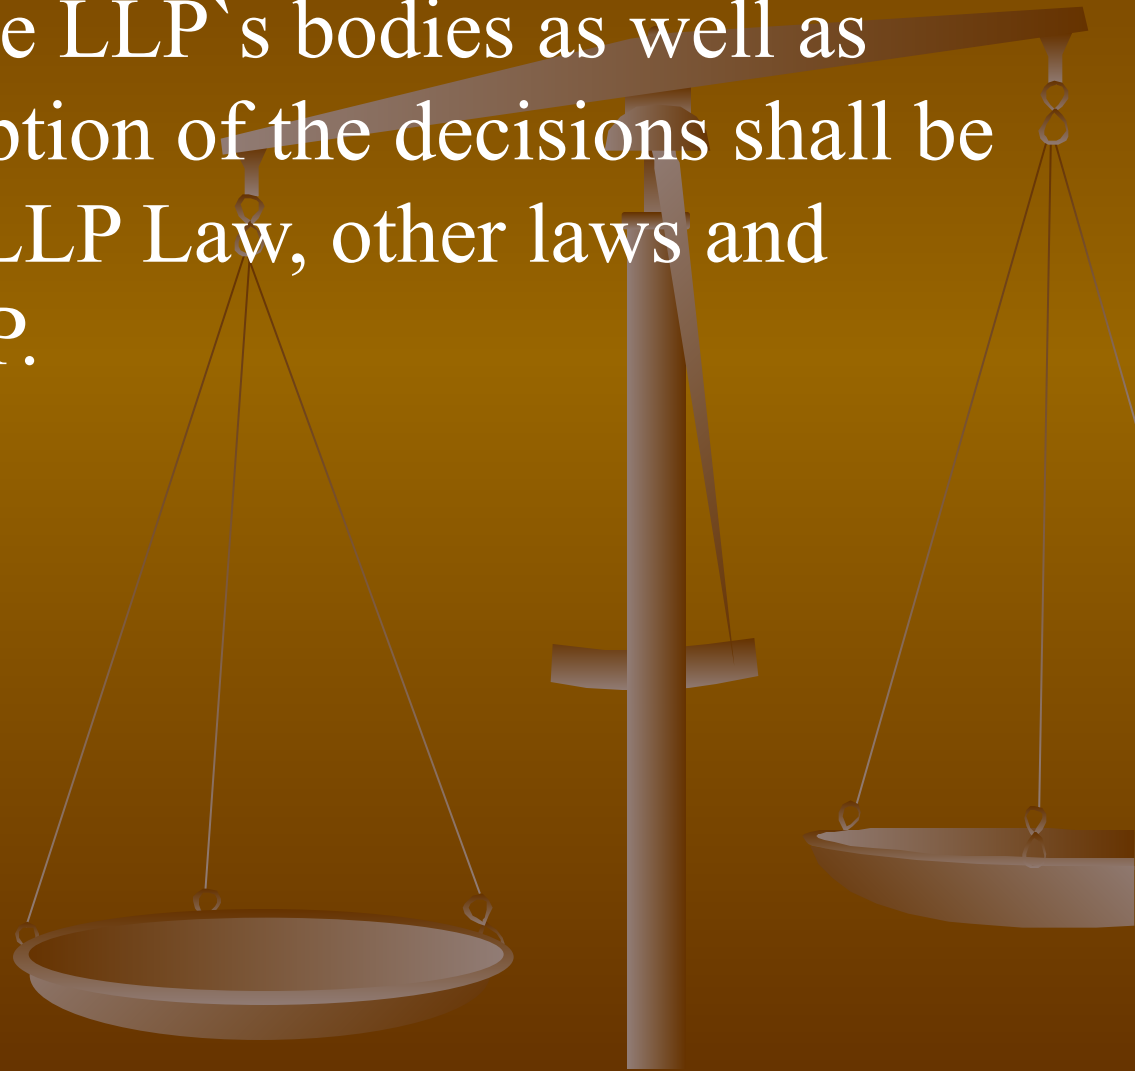 e LLP`s bodies as well as
ption of the decisions shall be
LLP Law, other laws and
P.